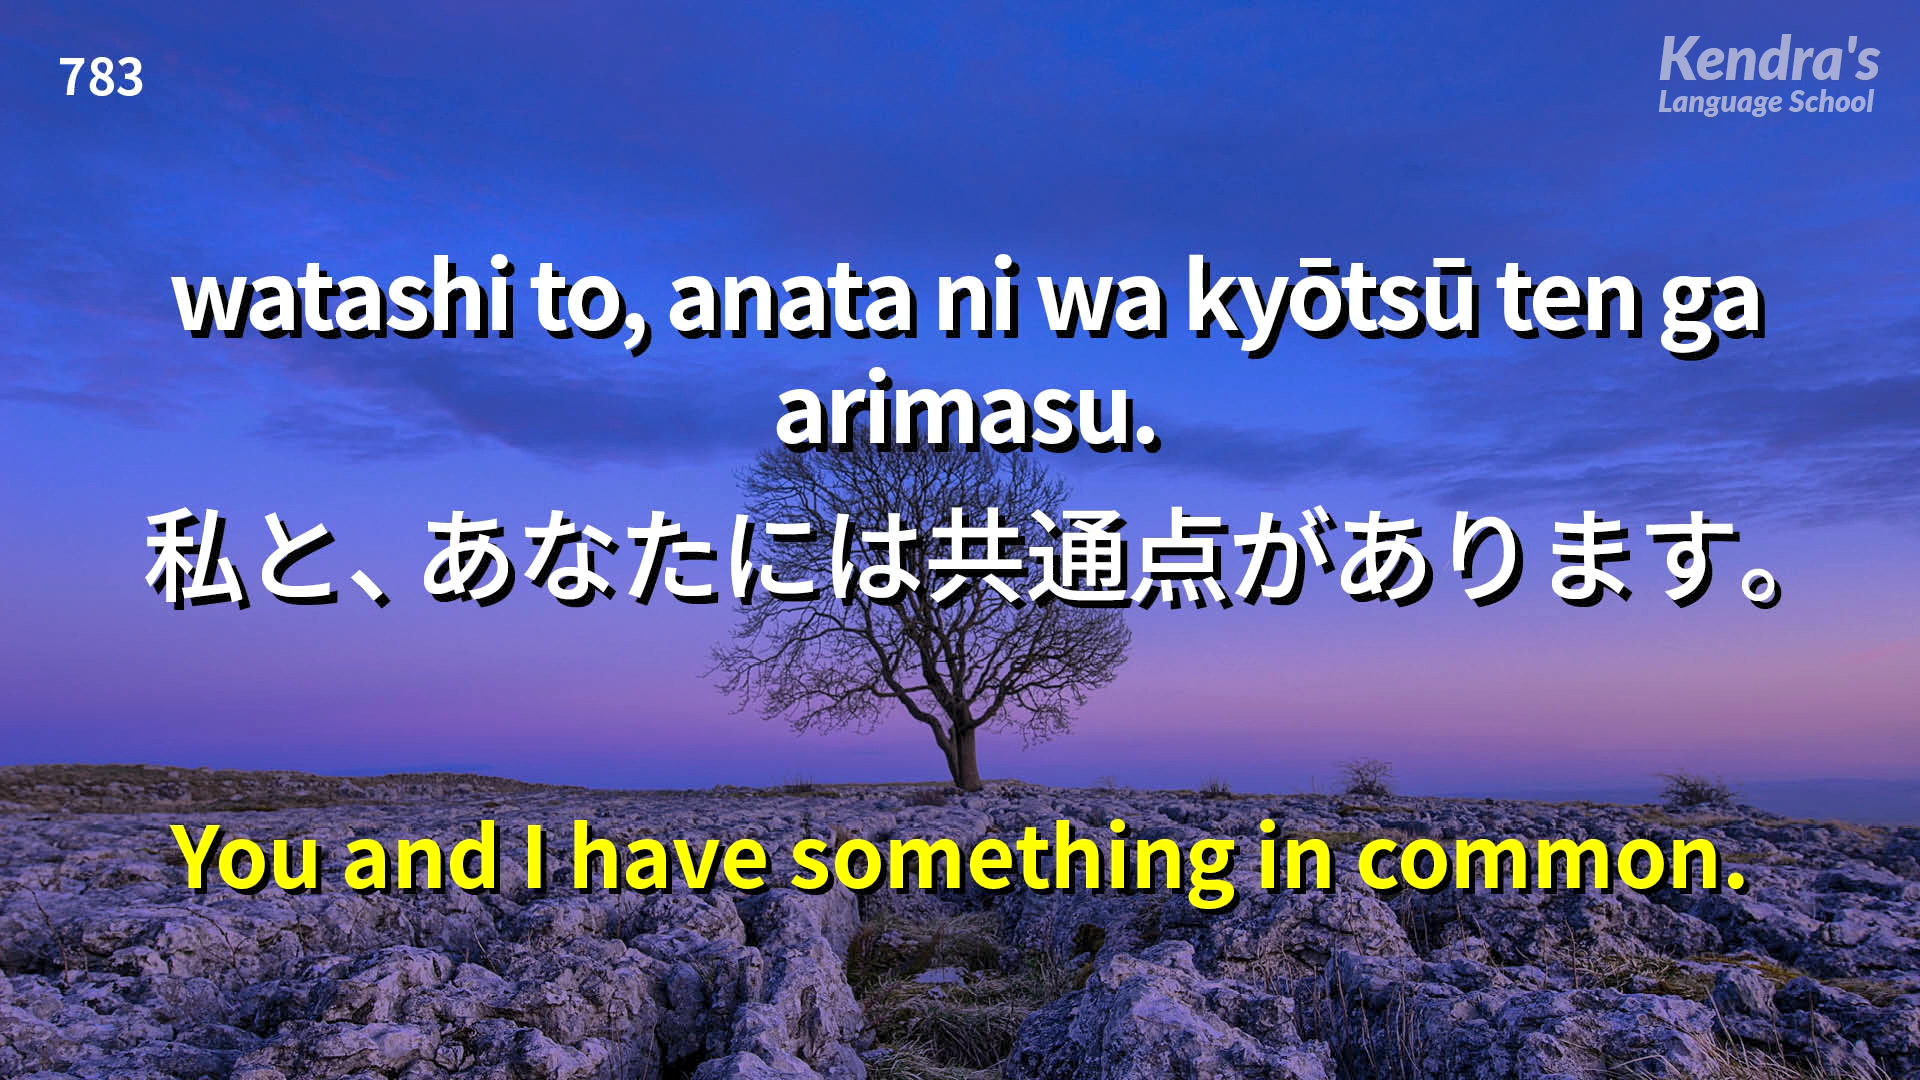 783
Kendra's
Language School
watashi to, anata ni wa kyōtsū ten ga
arimasu.
私と、あなたには共通点があります。
You and I have something in common.